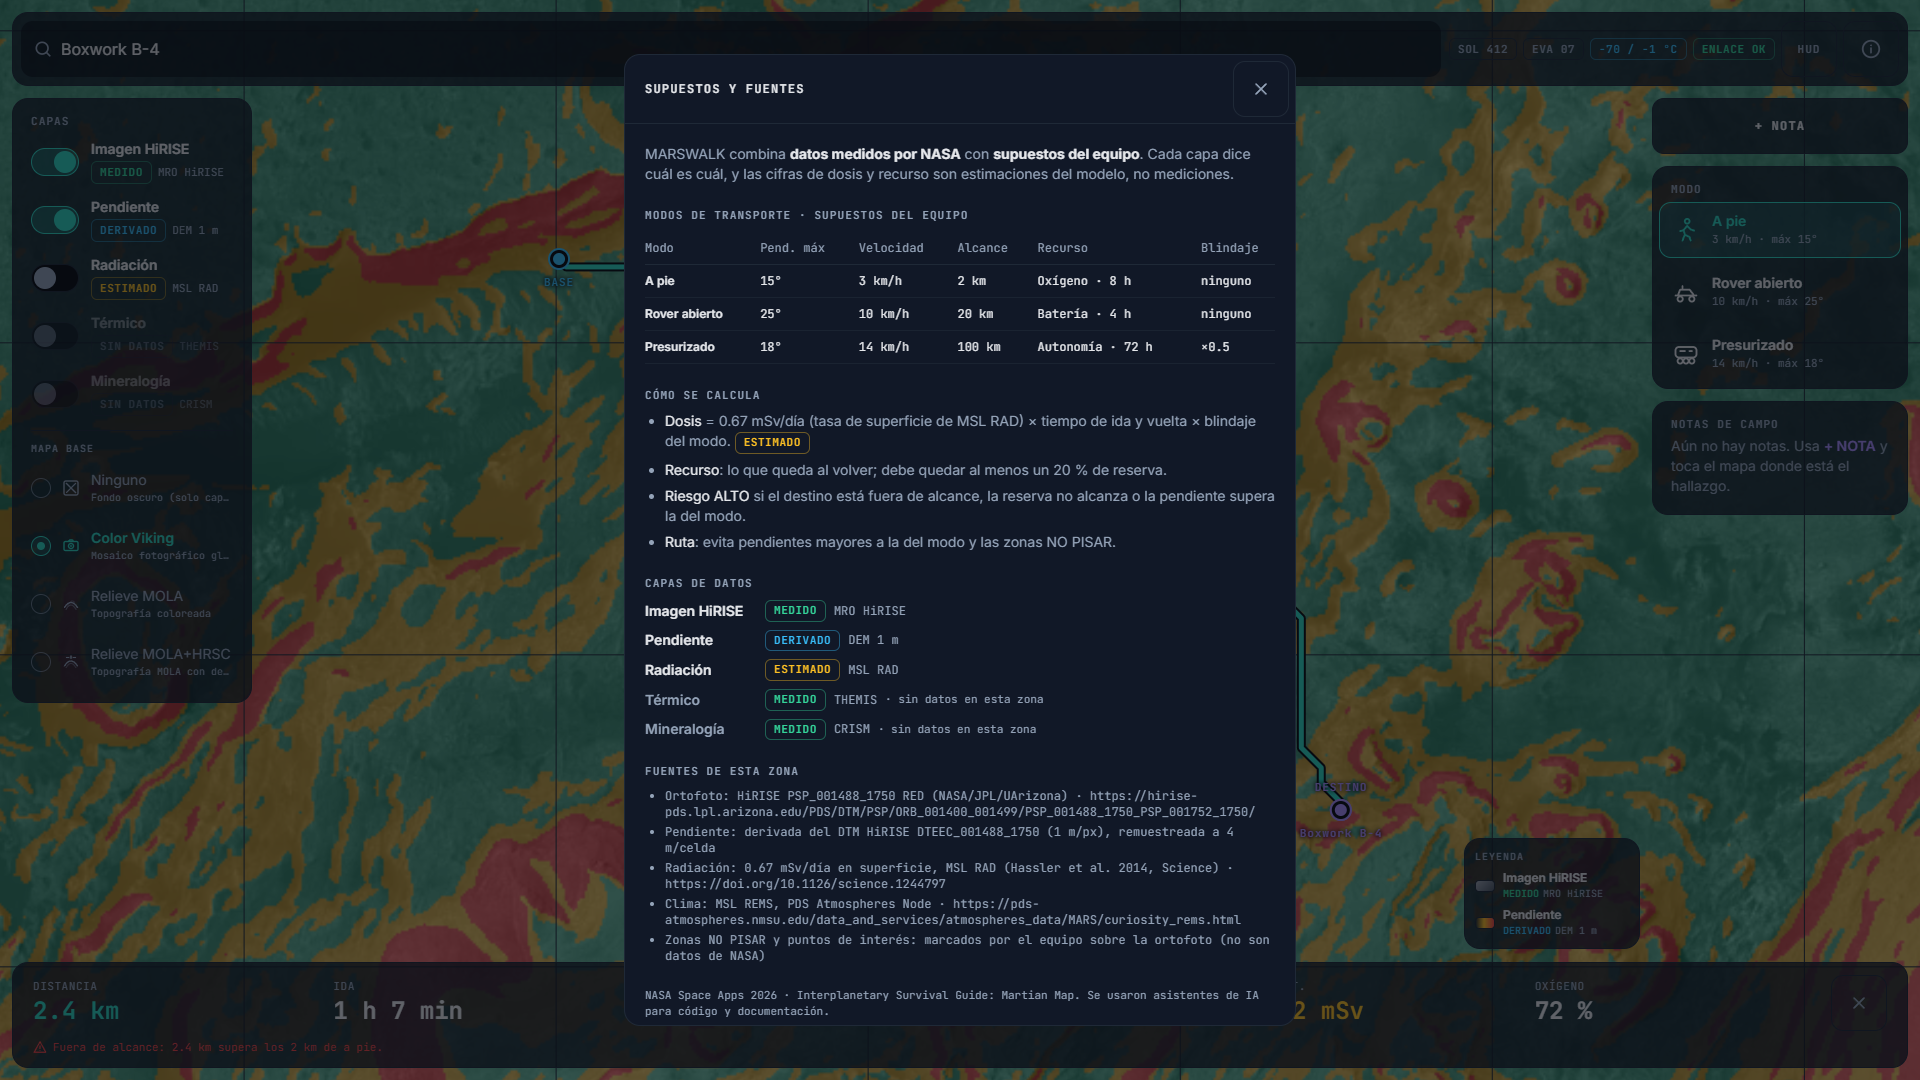 Boxwork B-4
SOL 412
EVA 07
-70 / -1 °C
ENLACE OK
HUD
CAPAS
Imagen HiRISE
MEDIDO MRO HiRISE
Pendiente
DERIVADO DEM 1 m
Radiación
ESTIMADO MSL RAD
Térmico
SIN DATOS THEMIS
Mineralogía
SIN DATOS CRISM
MAPA BASE
Ninguno
Fondo oscuro (solo cap…
Color Viking
Mosaico fotográfico gl…
Relieve MOLA
Topografía coloreada
Relieve MOLA+HRSC
Topografía MOLA con de…
BASE
SUPUESTOS Y FUENTES
MARSWALK combina datos medidos por NASA con supuestos del equipo. Cada capa dice
cuál es cuál, y las cifras de dosis y recurso son estimaciones del modelo, no mediciones.
MODOS DE TRANSPORTE · SUPUESTOS DEL EQUIPO
Modo Pend. máx Velocidad Alcance Recurso Blindaje
A pie 15° 3 km/h 2 km Oxígeno · 8 h ninguno
Rover abierto 25° 10 km/h 20 km Batería · 4 h ninguno
Presurizado 18° 14 km/h 100 km Autonomía · 72 h ×0.5
CÓMO SE CALCULA
• Dosis = 0.67 mSv/día (tasa de superficie de MSL RAD) × tiempo de ida y vuelta × blindaje
del modo. ESTIMADO
• Recurso: lo que queda al volver; debe quedar al menos un 20 % de reserva.
• Riesgo ALTO si el destino está fuera de alcance, la reserva no alcanza o la pendiente supera
la del modo.
• Ruta: evita pendientes mayores a la del modo y las zonas NO PISAR.
CAPAS DE DATOS
Imagen HiRISE MEDIDO MRO HiRISE
Pendiente DERIVADO DEM 1 m
Radiación ESTIMADO MSL RAD
Térmico MEDIDO THEMIS · sin datos en esta zona
Mineralogía MEDIDO CRISM · sin datos en esta zona
FUENTES DE ESTA ZONA
• Ortofoto: HiRISE PSP_001488_1750 RED (NASA/JPL/UArizona) · https://hirise-
pds.lpl.arizona.edu/PDS/DTM/PSP/ORB_001400_001499/PSP_001488_1750_PSP_001752_1750/
• Pendiente: derivada del DTM HiRISE DTEEC_001488_1750 (1 m/px), remuestreada a 4
m/celda
• Radiación: 0.67 mSv/día en superficie, MSL RAD (Hassler et al. 2014, Science) ·
https://doi.org/10.1126/science.1244797
• Clima: MSL REMS, PDS Atmospheres Node · https://pds-
atmospheres.nmsu.edu/data_and_services/atmospheres_data/MARS/curiosity_rems.html
• Zonas NO PISAR y puntos de interés: marcados por el equipo sobre la ortofoto (no son
datos de NASA)
NASA Space Apps 2026 · Interplanetary Survival Guide: Martian Map. Se usaron asistentes de IA
para código y documentación.
+ NOTA
MODO
A pie
3 km/h · máx 15°
Rover abierto
10 km/h · máx 25°
Presurizado
14 km/h · máx 18°
NOTAS DE CAMPO
Aún no hay notas. Usa + NOTA y
toca el mapa donde está el
hallazgo.
DESTINO
Boxwork B-4
LEYENDA
Imagen HiRISE
MEDIDO MRO HiRISE
Pendiente
DERIVADO DEM 1 m
DISTANCIA
2.4 km
IDA
1 h 7 min
2 mSv
OXÍGENO
72 %
Fuera de alcance: 2.4 km supera los 2 km de a pie.